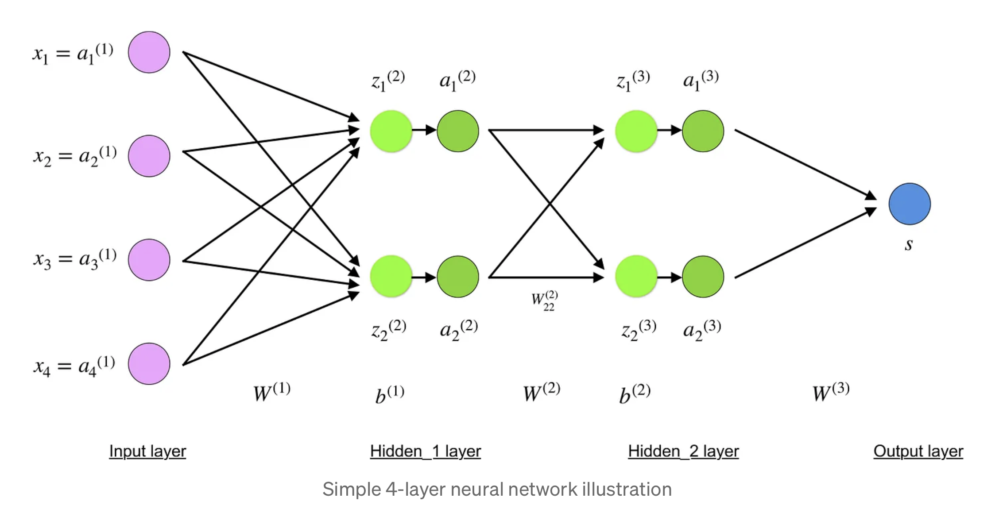 x₁ = a₁⁽¹⁾
x₂ = a₂⁽¹⁾
x₃ = a₃⁽¹⁾
x₄ = a₄⁽¹⁾
z₁⁽²⁾ a₁⁽²⁾
z₂⁽²⁾ a₂⁽²⁾
W₂₂⁽²⁾
z₁⁽³⁾ a₁⁽³⁾
z₂⁽³⁾ a₂⁽³⁾
s
W⁽¹⁾ b⁽¹⁾ W⁽²⁾ b⁽²⁾ W⁽³⁾
Input layer Hidden_1 layer Hidden_2 layer Output layer
Simple 4-layer neural network illustration